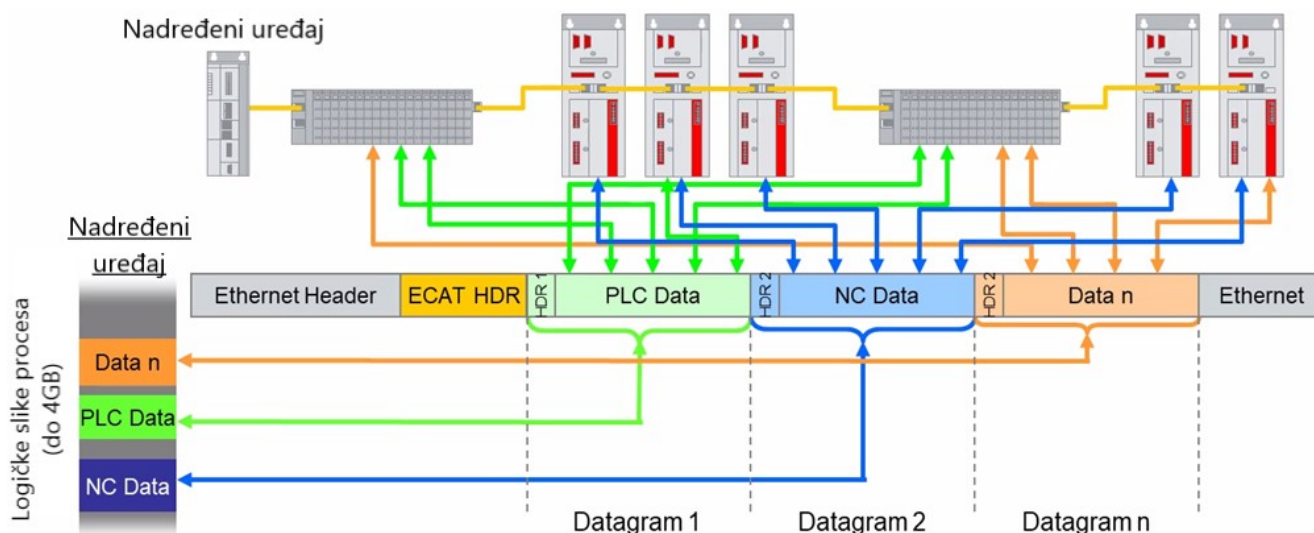 Nadređeni uređaj
Nadređeni
uređaj
Logičke slike procesa
(do 4GB)
Ethernet Header
ECAT HDR
HDR 1
PLC Data
HDR 2
NC Data
HDR 2
Data n
Ethernet
Data n
PLC Data
NC Data
Datagram 1
Datagram 2
Datagram n